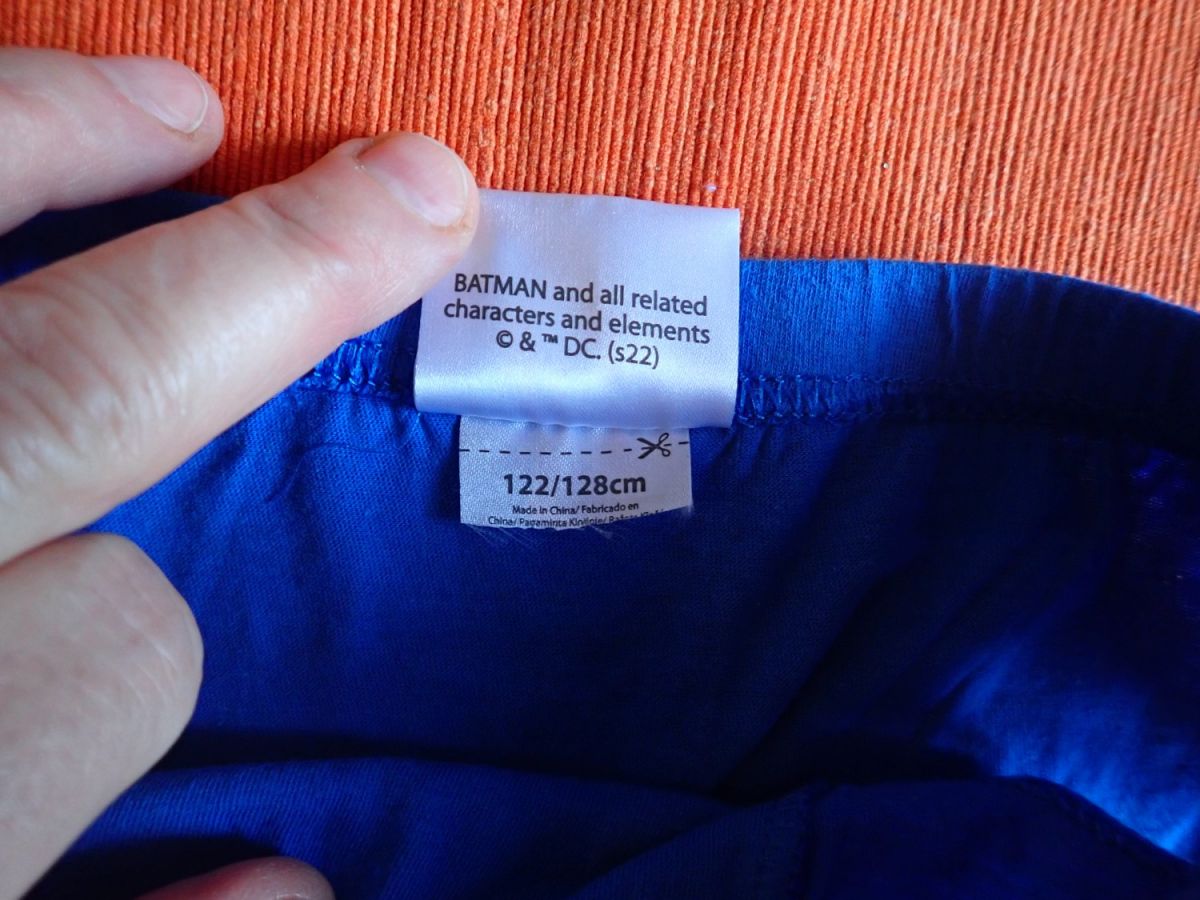 BATMAN and all related
characters and elements
© & ™ DC. (s22)
122/128cm
Made in China/ Fabricado en
China/ Pagaminta Kinijoje/